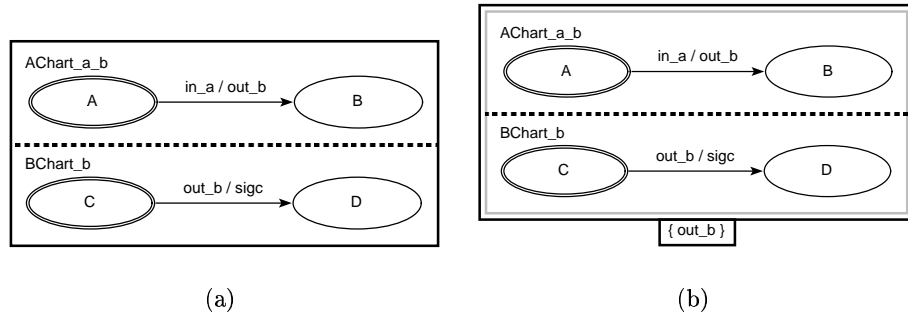 AChart_a_b
A
in_a / out_b
B
BChart_b
C
out_b / sigc
D
(a)
AChart_a_b
A
in_a / out_b
B
BChart_b
C
out_b / sigc
D
{ out_b }
(b)